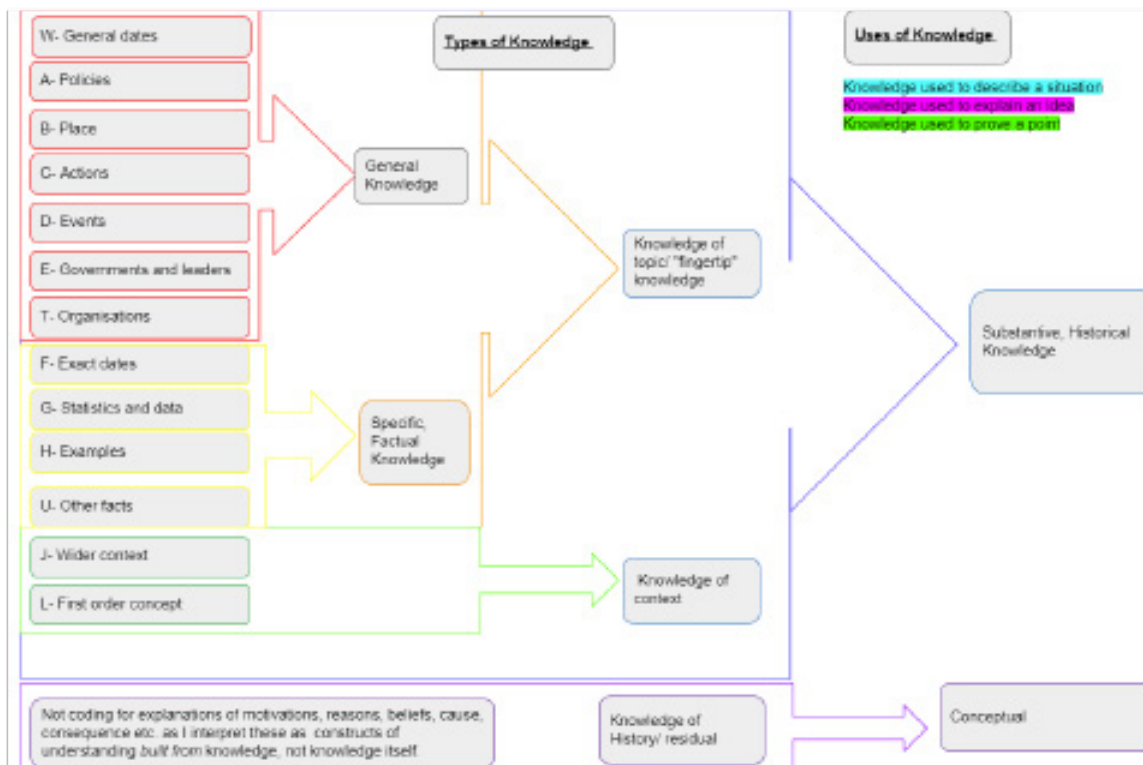 W- General dates
A- Policies
B- Place
C- Actions
D- Events
E- Governments and leaders
T- Organisations
F- Exact dates
G- Statistics and data
H- Examples
U- Other facts
J- Wider context
L- First order concept
Not coding for explanations of motivations, reasons, beliefs, cause,
consequence etc. as I interpret these as constructs of
understanding built from knowledge, not knowledge itself.
Types of Knowledge
General
Knowledge
Specific,
Factual
Knowledge
Knowledge of
topic/ "fingertip"
knowledge
Knowledge of
context
Knowledge of
History/ residual
Uses of Knowledge
Knowledge used to describe a situation
Knowledge used to explain an idea
Knowledge used to prove a point
Substantive, Historical
Knowledge
Conceptual